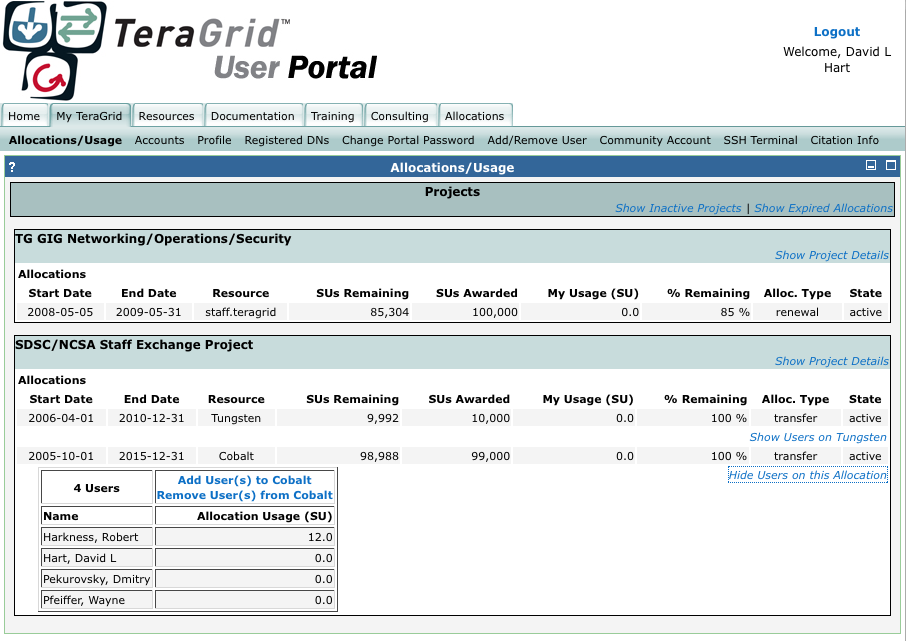 TeraGrid™
User Portal
Logout
Welcome, David L
Hart
Home My TeraGrid Resources Documentation Training Consulting Allocations
Allocations/Usage Accounts Profile Registered DNs Change Portal Password Add/Remove User Community Account SSH Terminal Citation Info
? Allocations/Usage
Projects
Show Inactive Projects | Show Expired Allocations
TG GIG Networking/Operations/Security
Show Project Details
Allocations
Start Date End Date Resource SUs Remaining SUs Awarded My Usage (SU) % Remaining Alloc. Type State
2008-05-05 2009-05-31 staff.teragrid 85,304 100,000 0.0 85 % renewal active
SDSC/NCSA Staff Exchange Project
Show Project Details
Allocations
Start Date End Date Resource SUs Remaining SUs Awarded My Usage (SU) % Remaining Alloc. Type State
2006-04-01 2010-12-31 Tungsten 9,992 10,000 0.0 100 % transfer active
Show Users on Tungsten
2005-10-01 2015-12-31 Cobalt 98,988 99,000 0.0 100 % transfer active
Hide Users on this Allocation
4 Users Add User(s) to Cobalt
Remove User(s) from Cobalt
Name Allocation Usage (SU)
Harkness, Robert 12.0
Hart, David L 0.0
Pekurovsky, Dmitry 0.0
Pfeiffer, Wayne 0.0